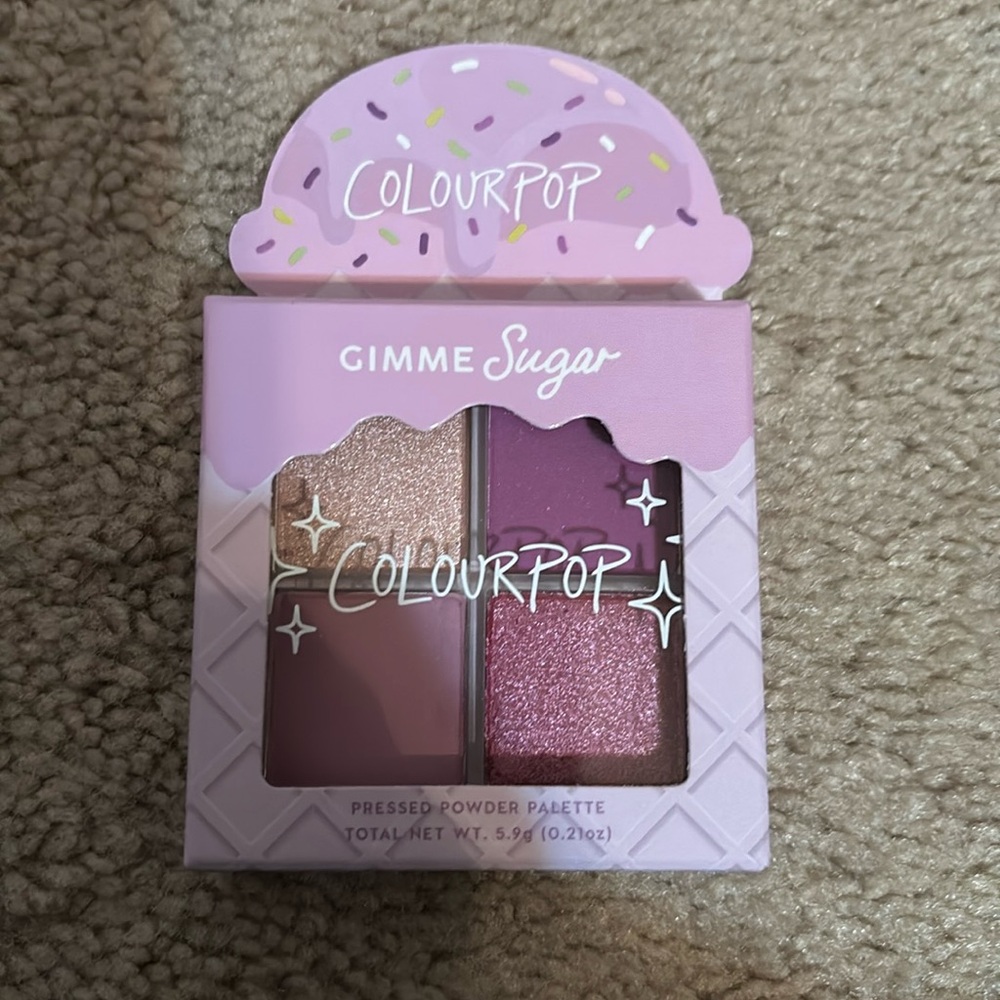 COLOURPOP
GIMME Sugar
COLOURPOP
PRESSED POWDER PALETTE
TOTAL NET WT. 5.9g (0.21oz)